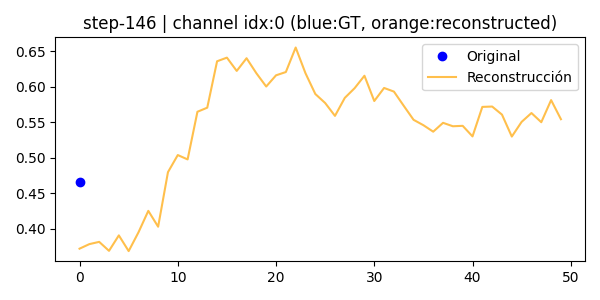 step-146 | channel idx:0 (blue:GT, orange:reconstructed)
Original
Reconstrucción
0.65
0.60
0.55
0.50
0.45
0.40
0 10 20 30 40 50